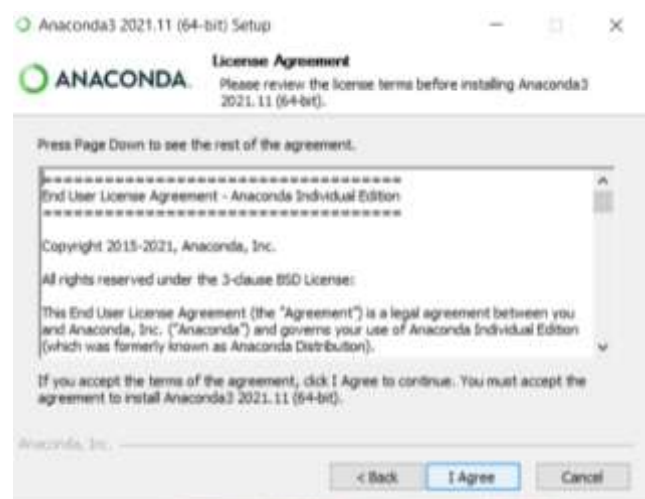 Anaconda3 2021.11 (64-bit) Setup
ANACONDA.
License Agreement
Please review the license terms before installing Anaconda3
2021.11 (64-bit).
Press Page Down to see the rest of the agreement.
====================================
End User License Agreement - Anaconda Individual Edition
====================================
Copyright 2015-2021, Anaconda, Inc.
All rights reserved under the 3-clause BSD License:
This End User License Agreement (the "Agreement") is a legal agreement between you
and Anaconda, Inc. ("Anaconda") and governs your use of Anaconda Individual Edition
(which was formerly known as Anaconda Distribution).
If you accept the terms of the agreement, click I Agree to continue. You must accept the
agreement to install Anaconda3 2021.11 (64-bit).
Anaconda, Inc.
< Back
I Agree
Cancel